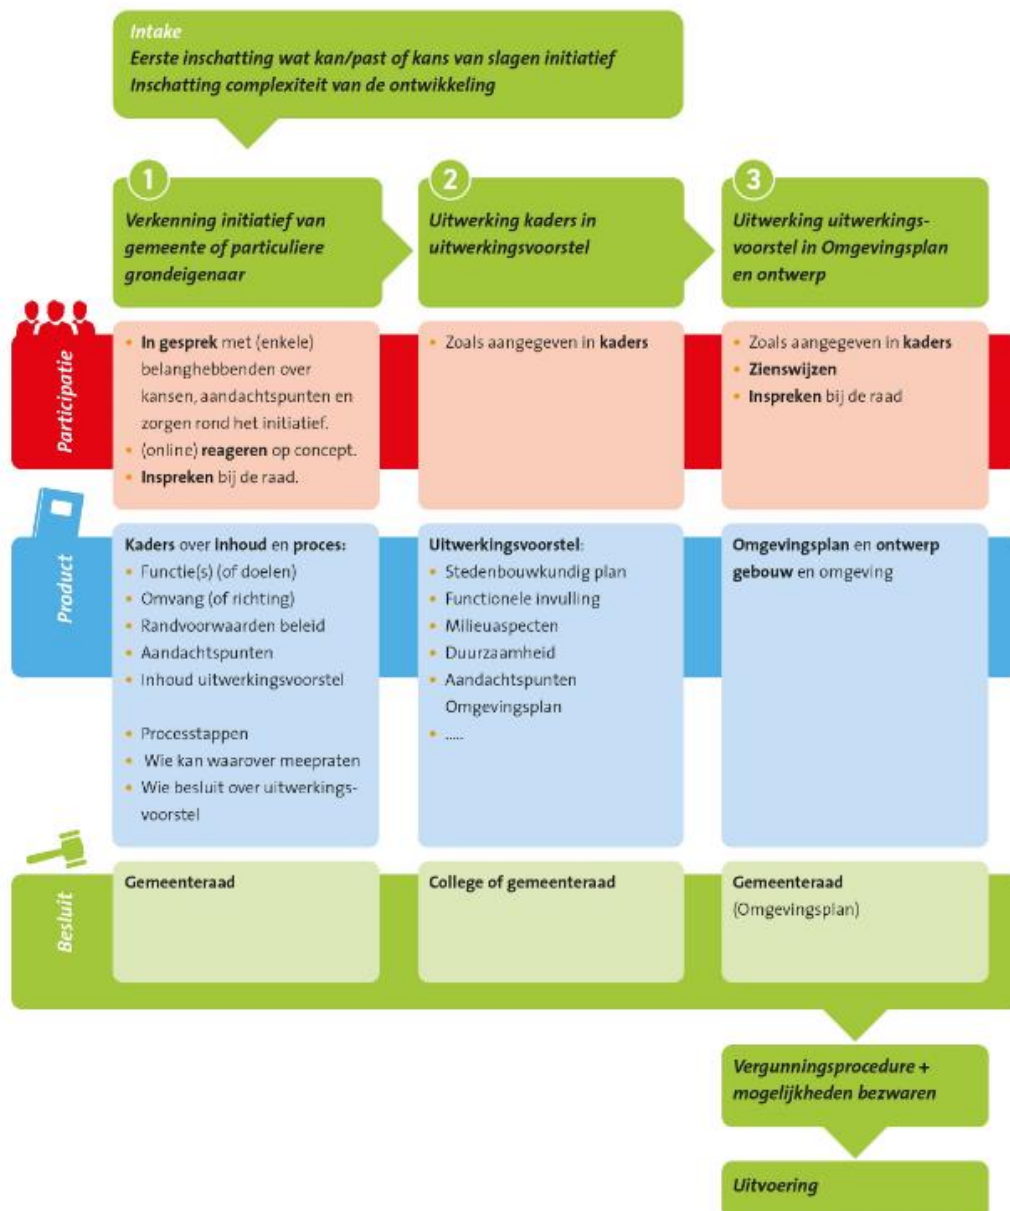 Intake
Eerste inschatting wat kan/past of kans van slagen initiatief
Inschatting complexiteit van de ontwikkeling
1
Verkenning initiatief van
gemeente of particuliere
grondeigenaar
2
Uitwerking kaders in
uitwerkingsvoorstel
3
Uitwerking uitwerkings-
voorstel in Omgevingsplan
en ontwerp
Participatie
• In gesprek met (enkele)
belanghebbenden over
kansen, aandachtspunten en
zorgen rond het initiatief.
• (online) reageren op concept.
• Inspreken bij de raad.
• Zoals aangegeven in kaders
• Zoals aangegeven in kaders
• Zienswijzen
• Inspreken bij de raad
Product
Kaders over inhoud en proces:
• Functie(s) (of doelen)
• Omvang (of richting)
• Randvoorwaarden beleid
• Aandachtspunten
• Inhoud uitwerkingsvoorstel
• Processtappen
• Wie kan waarover meepraten
• Wie besluit over uitwerkings-
voorstel
Uitwerkingsvoorstel:
• Stedenbouwkundig plan
• Functionele invulling
• Milieuaspecten
• Duurzaamheid
• Aandachtspunten
Omgevingsplan
• .....
Omgevingsplan en ontwerp
gebouw en omgeving
Besluit
Gemeenteraad
College of gemeenteraad
Gemeenteraad
(Omgevingsplan)
Vergunningsprocedure +
mogelijkheden bezwaren
Uitvoering